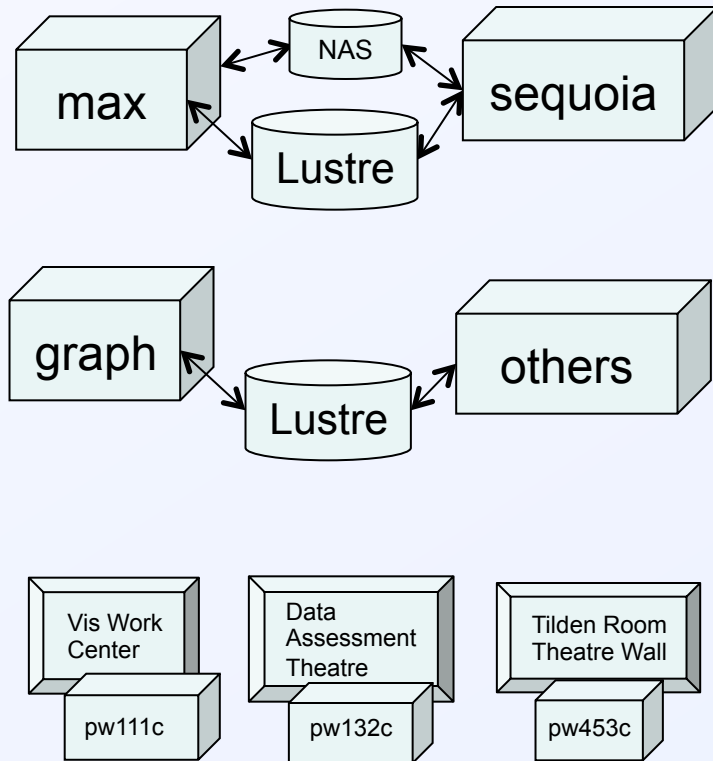 NAS
max
sequoia
Lustre
graph
others
Lustre
Vis Work
Center
Data
Assessment
Theatre
Tilden Room
Theatre Wall
pw111c
pw132c
pw453c